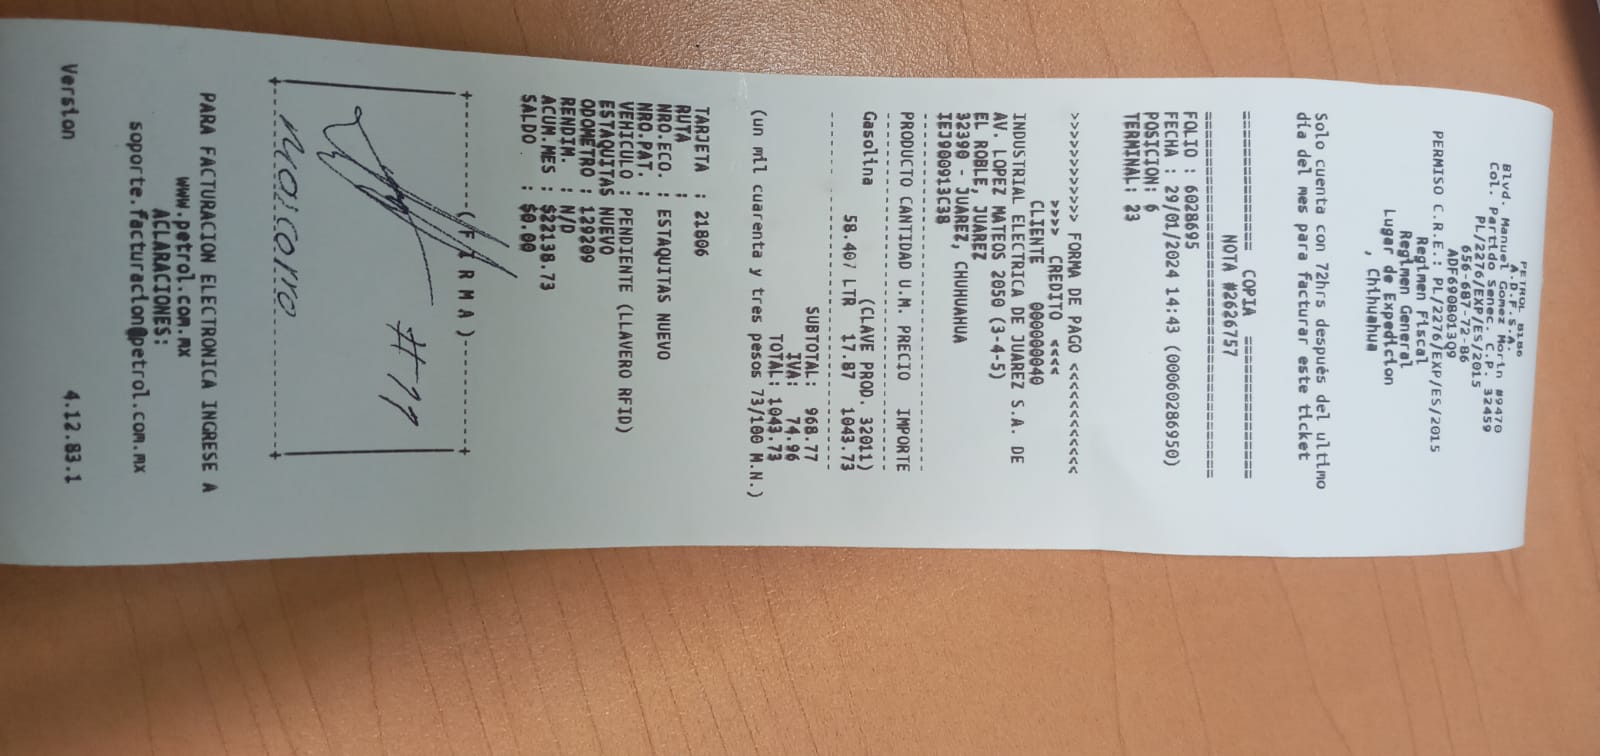 PETROL B186
A.D.F.S.A.
Blvd. Manuel Gomez Morin #9470
Col. Partido Senec. C.P. 32459
PL/2276/EXP/ES/2015
656-687-72-86
ADF690801309
PERMISO C.R.E.: PL/2276/EXP/ES/2015
Regimen Fiscal
Regimen General
Lugar de Expedicion
, Chihuahua
Solo cuenta con 72hrs después del ultimo
día del mes para facturar este ticket
================ COPIA ================
NOTA #2626757
=======================================
FOLIO : 6028695
FECHA : 29/01/2024 14:43 (00060286950)
POSICION: 6
TERMINAL: 23
>>>>>>>>>>> FORMA DE PAGO <<<<<<<<<<<
>>>> CREDITO <<<<
CLIENTE 000000040
INDUSTRIAL ELECTRICA DE JUAREZ S.A. DE
AV. LOPEZ MATEOS 2050 (3-4-5)
EL ROBLE, JUAREZ
32390 - JUAREZ, CHUHUAHUA
IEJ900913C38
PRODUCTO CANTIDAD U.M. PRECIO IMPORTE
Gasolina (CLAVE PROD. 32011)
58.407 LTR 17.87 1043.73
SUBTOTAL: 968.77
IVA: 74.96
TOTAL: 1043.73
(un mil cuarenta y tres pesos 73/100 M.N.)
TARJETA : 21806
RUTA :
NRO.ECO. : ESTAQUITAS NUEVO
NRO.PAT. :
VEHICULO : PENDIENTE (LLAVERO RFID)
ESTAQUITAS NUEVO
ODOMETRO : 129209
RENDIM. : N/D
ACUM.MES : $22138.73
SALDO : $0.00
+------( F I R M A )------+
#11
PARA FACTURACION ELECTRONICA INGRESE A
www.petrol.com.mx
ACLARACIONES:
soporte.facturacion@petrol.com.mx
Version 4.12.83.1